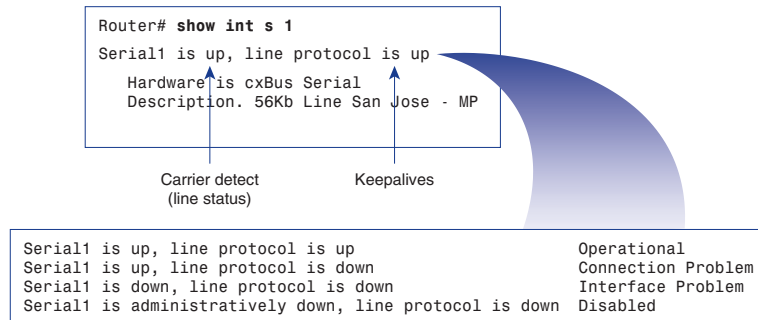 Router# show int s 1
Serial1 is up, line protocol is up
Hardware is cxBus Serial
Description. 56Kb Line San Jose - MP
Carrier detect
(line status)
Keepalives
Serial1 is up, line protocol is up Operational
Serial1 is up, line protocol is down Connection Problem
Serial1 is down, line protocol is down Interface Problem
Serial1 is administratively down, line protocol is down Disabled